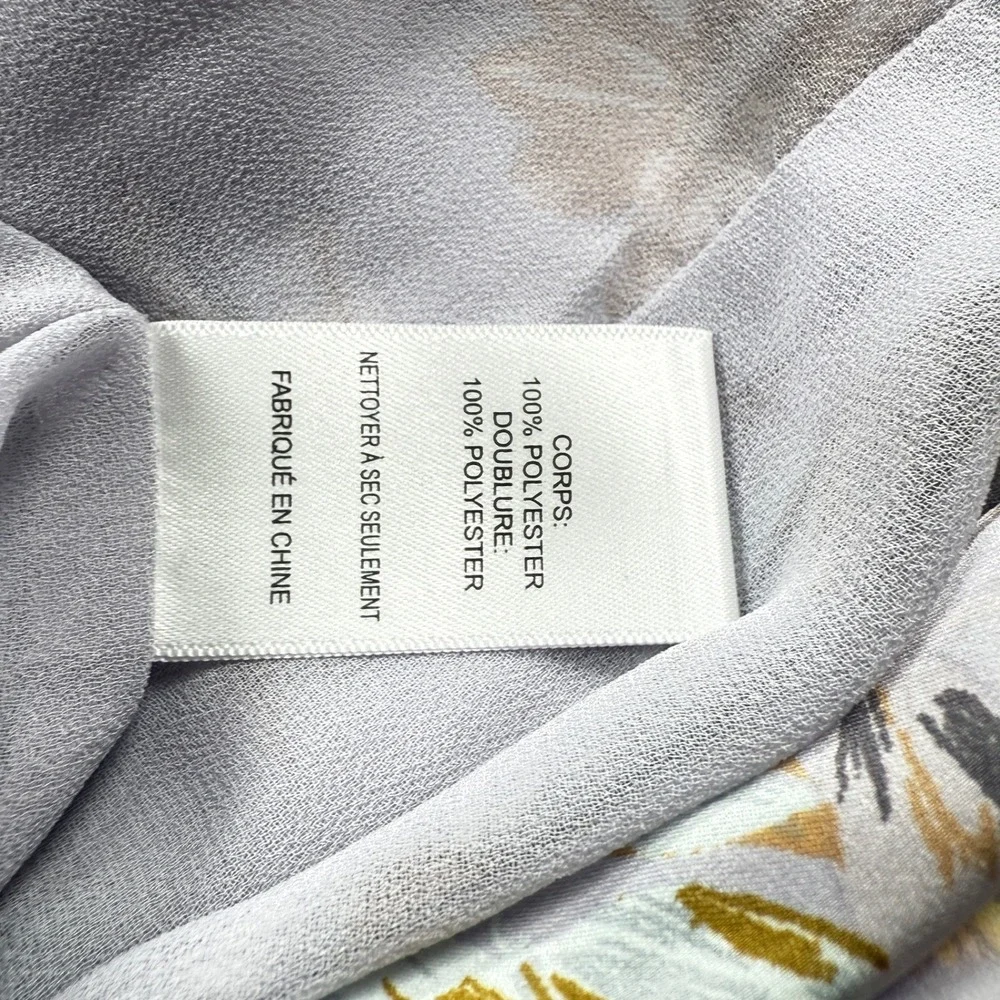 CORPS:
100% POLYESTER
DOUBLURE:
100% POLYESTER
NETTOYER À SEC SEULEMENT
FABRIQUÉ EN CHINE